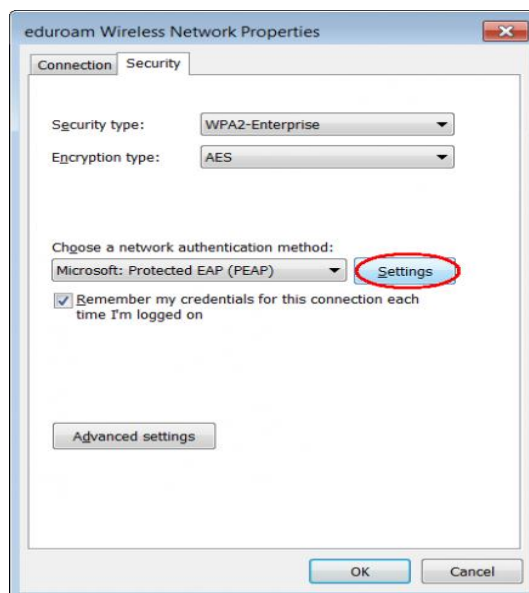 eduroam Wireless Network Properties
Connection Security
Security type: WPA2-Enterprise
Encryption type: AES
Choose a network authentication method:
Microsoft: Protected EAP (PEAP) Settings
Remember my credentials for this connection each
time I'm logged on
Advanced settings
OK Cancel